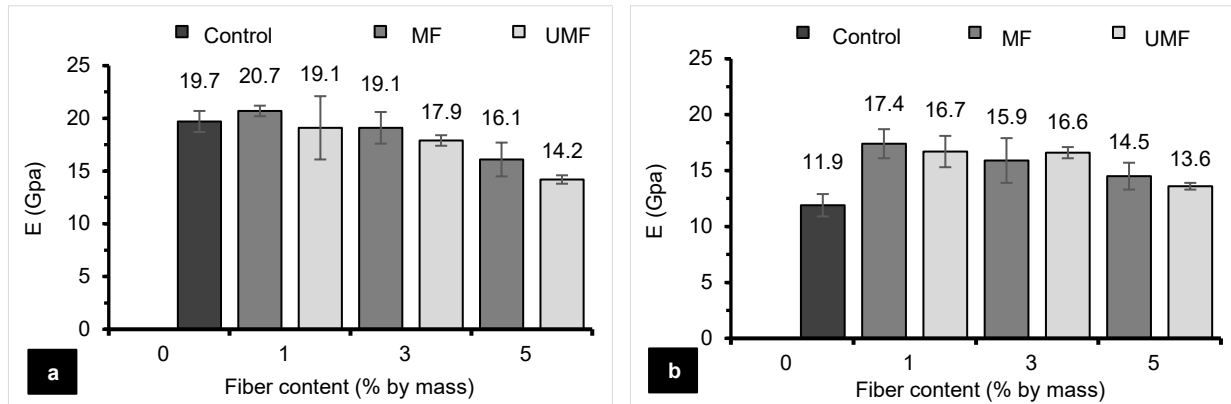 Control MF UMF
25
20
15
10
5
0
E (Gpa)
19.7 20.7 19.1 19.1 17.9 16.1 14.2
0 1 3 5
Fiber content (% by mass)
a
Control MF UMF
25
20
15
10
5
0
E (Gpa)
11.9 17.4 16.7 15.9 16.6 14.5 13.6
0 1 3 5
Fiber content (% by mass)
b